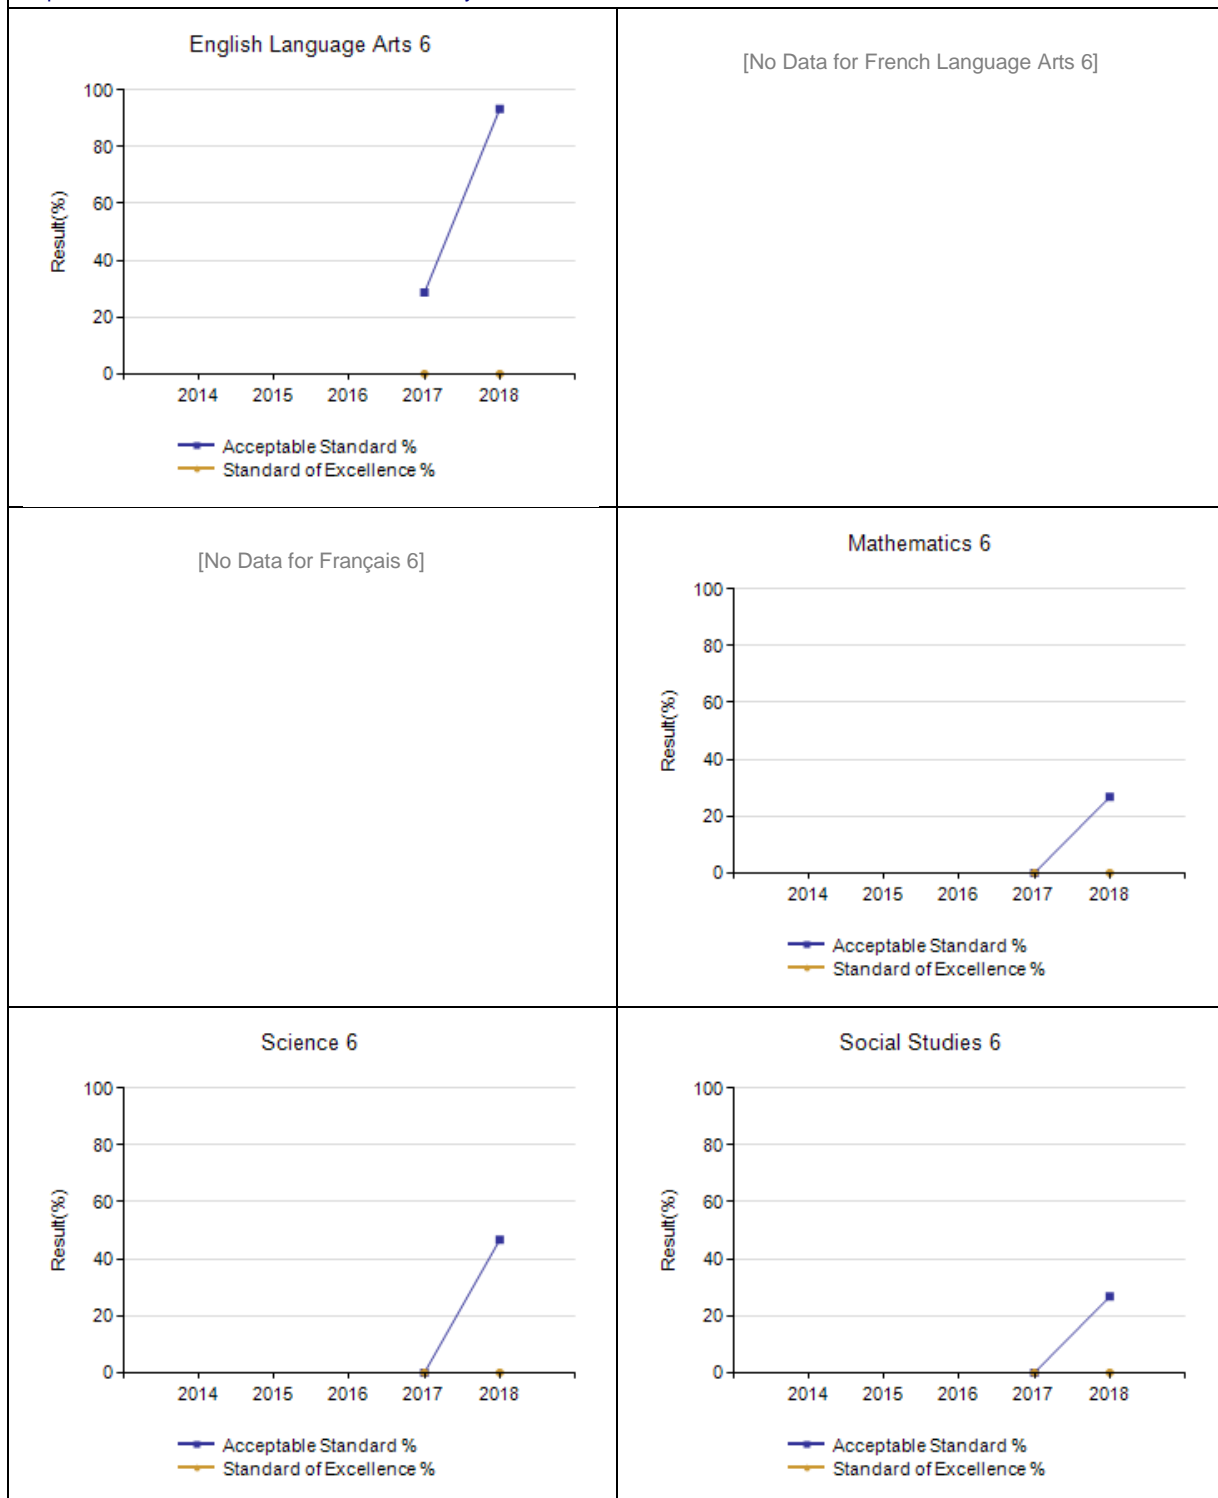 English Language Arts 6
100
80
60
40
20
0
Result(%)
2014 2015 2016 2017 2018
Acceptable Standard %
Standard of Excellence %
[No Data for French Language Arts 6]
[No Data for Français 6]
Mathematics 6
100
80
60
40
20
0
Result(%)
2014 2015 2016 2017 2018
Acceptable Standard %
Standard of Excellence %
Science 6
100
80
60
40
20
0
Result(%)
2014 2015 2016 2017 2018
Acceptable Standard %
Standard of Excellence %
Social Studies 6
100
80
60
40
20
0
Result(%)
2014 2015 2016 2017 2018
Acceptable Standard %
Standard of Excellence %